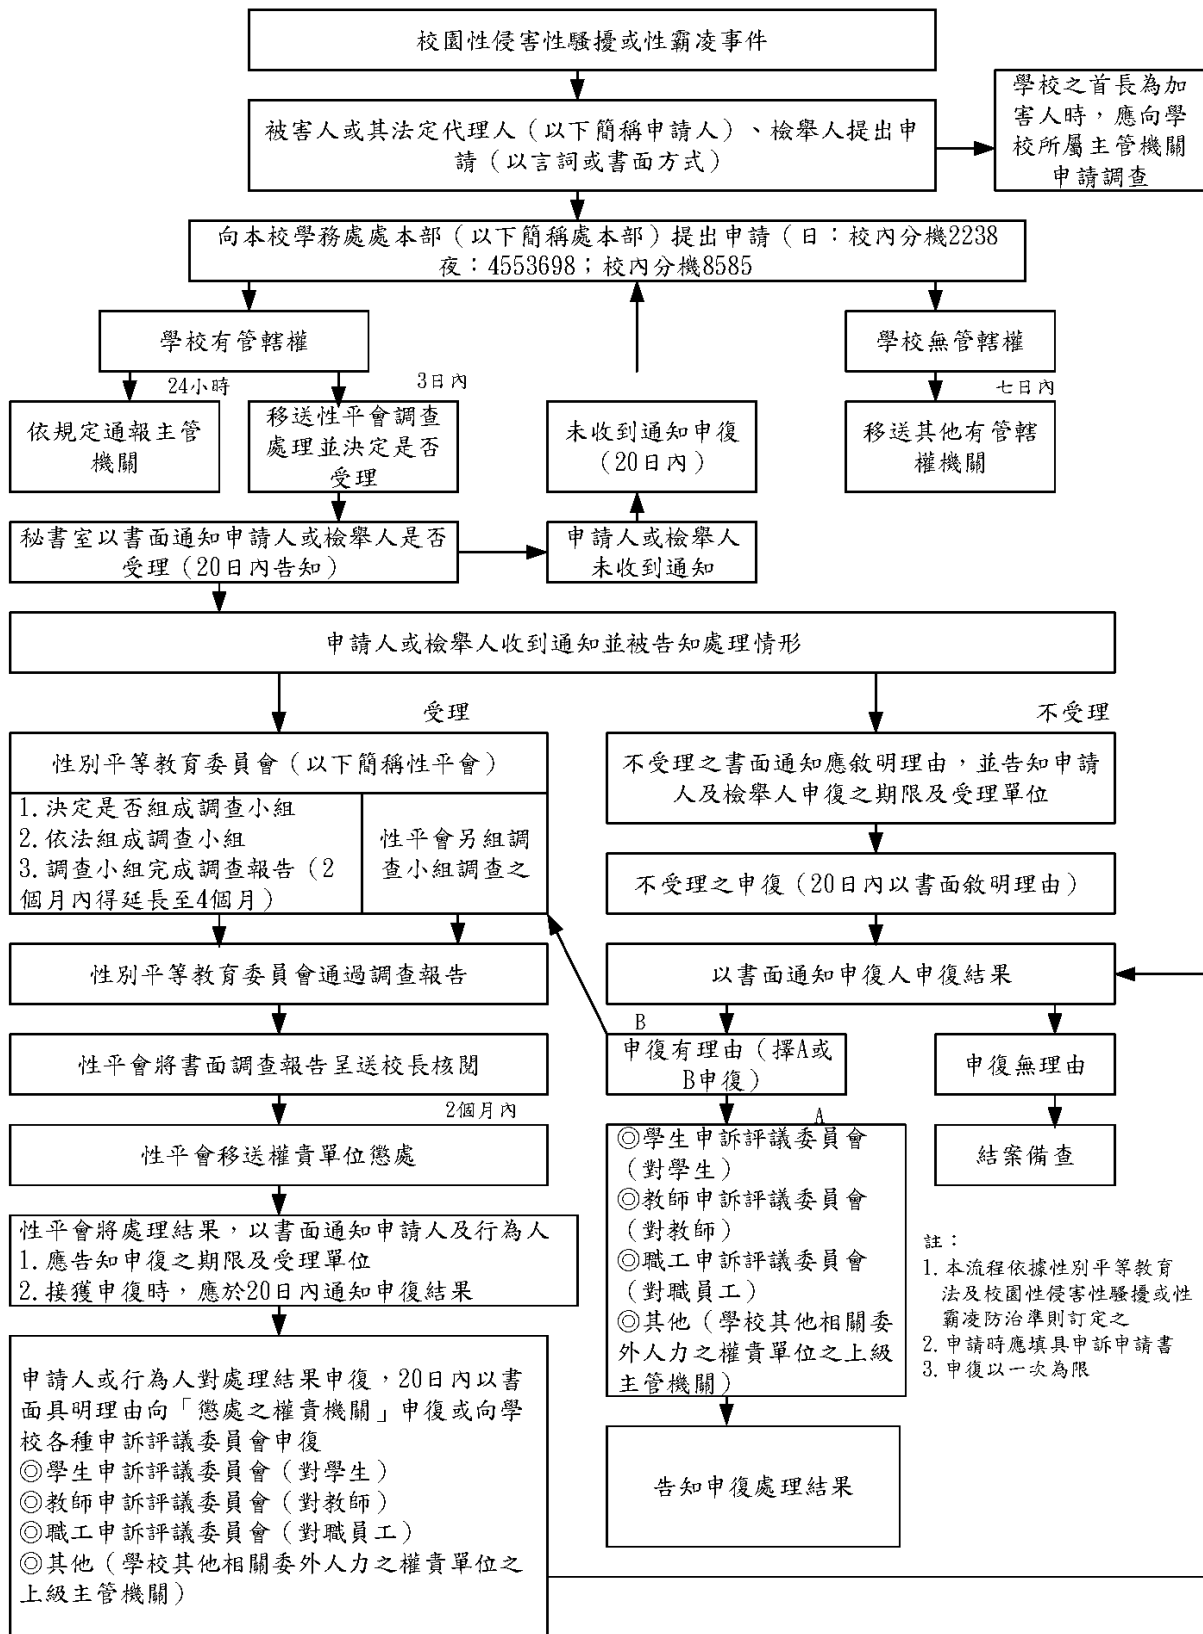 校園性侵害性騷擾或性霸凌事件
學校之首長為加
害人時，應向學
校所屬主管機關
申請調查
被害人或其法定代理人（以下簡稱申請人）、檢舉人提出申
請（以言詞或書面方式）
向本校學務處處本部（以下簡稱處本部）提出申請（日：校內分機2238
夜：4553698；校內分機8585
學校有管轄權
學校無管轄權
24小時
3日內
七日內
依規定通報主管
機關
移送性平會調查
處理並決定是否
受理
未收到通知申復
（20日內）
移送其他有管轄
權機關
秘書室以書面通知申請人或檢舉人是否
受理（20日內告知）
申請人或檢舉人
未收到通知
申請人或檢舉人收到通知並被告知處理情形
受理
不受理
性別平等教育委員會（以下簡稱性平會）
1.決定是否組成調查小組
2.依法組成調查小組
3.調查小組完成調查報告（2
個月內得延長至4個月）
性平會另組調
查小組調查之
不受理之書面通知應敘明理由，並告知申請
人及檢舉人申復之期限及受理單位
不受理之申復（20日內以書面敘明理由）
性別平等教育委員會通過調查報告
以書面通知申復人申復結果
B
性平會將書面調查報告呈送校長核閱
申復有理由（擇A或
B申復）
申復無理由
2個月內
A
性平會移送權責單位懲處
◎學生申訴評議委員會
（對學生）
◎教師申訴評議委員會
（對教師）
◎職工申訴評議委員會
（對職員工）
◎其他（學校其他相關委
外人力之權責單位之上級
主管機關）
結案備查
性平會將處理結果，以書面通知申請人及行為人
1.應告知申復之期限及受理單位
2.接獲申復時，應於20日內通知申復結果
註：
1.本流程依據性別平等教育
法及校園性侵害性騷擾或性
霸凌防治準則訂定之
2.申請時應填具申訴申請書
3.申復以一次為限
申請人或行為人對處理結果申復，20日內以書
面具明理由向「懲處之權責機關」申復或向學
校各種申訴評議委員會申復
◎學生申訴評議委員會（對學生）
◎教師申訴評議委員會（對教師）
◎職工申訴評議委員會（對職員工）
◎其他（學校其他相關委外人力之權責單位之
上級主管機關）
告知申復處理結果